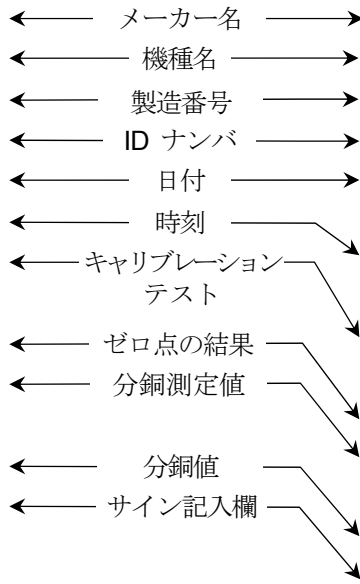 メーカー名
機種名
製造番号
ID ナンバ
日付
時刻
キャリブレーション
テスト
ゼロ点の結果
分銅測定値
分銅値
サイン記入欄